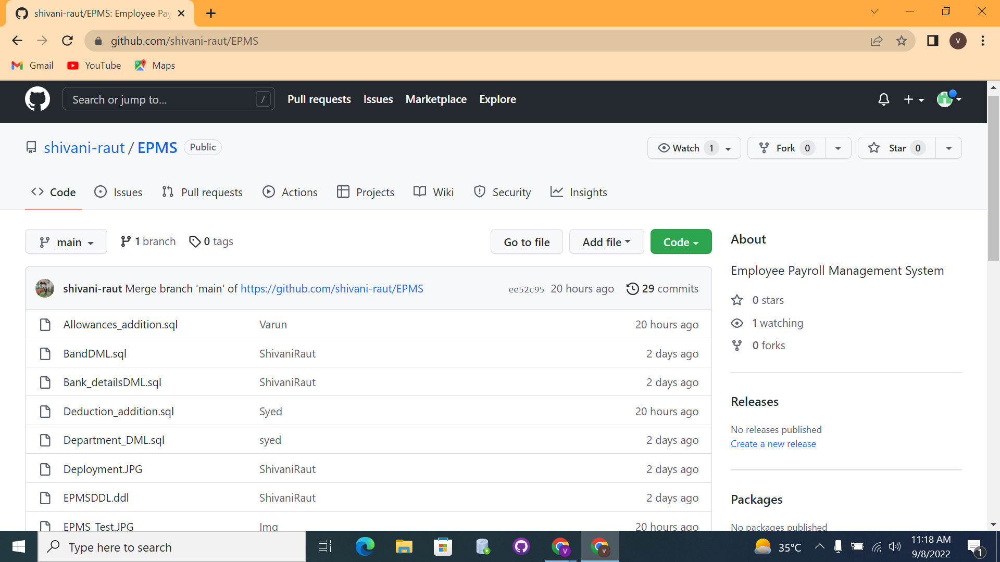 shivani-raut/EPMS: Employee Pay
github.com/shivani-raut/EPMS
V
Gmail
YouTube
Maps
Search or jump to...
/
Pull requests
Issues
Marketplace
Explore
shivani-raut / EPMS
Public
Watch 1
Fork 0
Star 0
Code
Issues
Pull requests
Actions
Projects
Wiki
Security
Insights
main
1 branch
0 tags
Go to file
Add file
Code
shivani-raut Merge branch 'main' of https://github.com/shivani-raut/EPMS
ee52c95 20 hours ago
29 commits
Allowances_addition.sql Varun 20 hours ago
BandDML.sql ShivaniRaut 2 days ago
Bank_detailsDML.sql ShivaniRaut 2 days ago
Deduction_addition.sql Syed 20 hours ago
Department_DML.sql syed 2 days ago
Deployment.JPG ShivaniRaut 2 days ago
EPMSDDL.ddl ShivaniRaut 2 days ago
EPMS_Test.JPG Img 20 hours ago
About
Employee Payroll Management System
0 stars
1 watching
0 forks
Releases
No releases published
Create a new release
Packages
No packages published
Type here to search
V
V
35°C
11:18 AM
9/8/2022
1